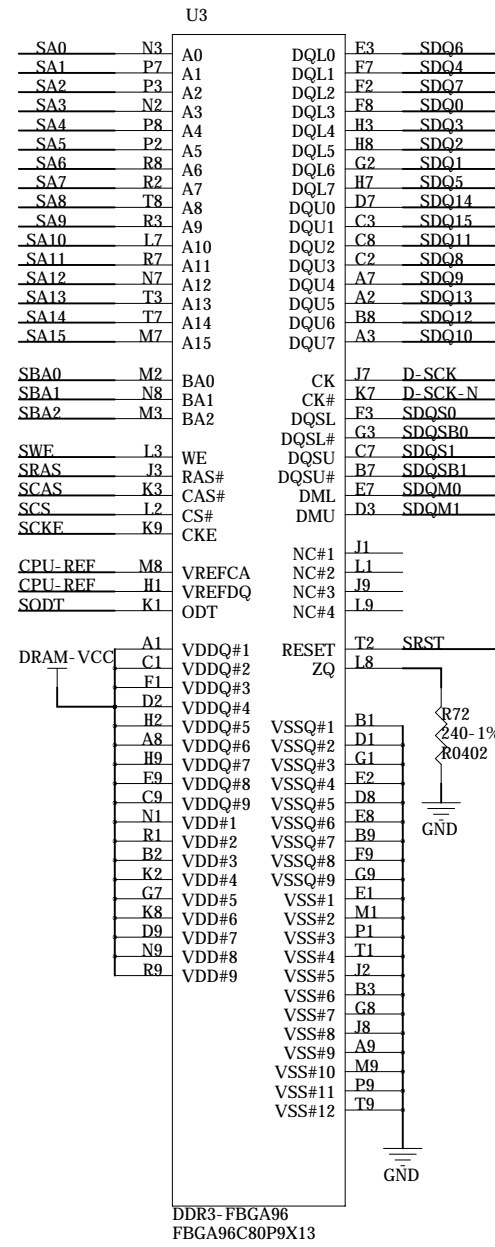 U3
SA0 N3 A0 DQL0 E3 SDQ6
SA1 P7 A1 DQL1 F7 SDQ4
SA2 P3 A2 DQL2 F2 SDQ7
SA3 N2 A3 DQL3 F8 SDQ0
SA4 P8 A4 DQL4 H3 SDQ3
SA5 P2 A5 DQL5 H8 SDQ2
SA6 R8 A6 DQL6 G2 SDQ1
SA7 R2 A7 DQL7 H7 SDQ5
SA8 T8 A8 DQU0 D7 SDQ14
SA9 R3 A9 DQU1 C3 SDQ15
SA10 L7 A10 DQU2 C8 SDQ11
SA11 R7 A11 DQU3 C2 SDQ8
SA12 N7 A12 DQU4 A7 SDQ9
SA13 T3 A13 DQU5 A2 SDQ13
SA14 T7 A14 DQU6 B8 SDQ12
SA15 M7 A15 DQU7 A3 SDQ10
SBA0 M2 BA0 CK J7 D-SCK
SBA1 N8 BA1 CK# K7 D-SCK-N
SBA2 M3 BA2 DQSL F3 SDQS0
DQSL# G3 SDQSB0
SWE L3 WE DQSU C7 SDQS1
SRAS J3 RAS# DQSU# B7 SDQSB1
SCAS K3 CAS# DML E7 SDQM0
SCS L2 CS# DMU D3 SDQM1
SCKE K9 CKE
NC#1 J1
CPU-REF M8 VREFCA NC#2 L1
CPU-REF H1 VREFDQ NC#3 J9
SODT K1 ODT NC#4 L9
A1 VDDQ#1 RESET T2 SRST
DRAM-VCC C1 VDDQ#2 ZQ L8
F1 VDDQ#3
D2 VDDQ#4 R72
H2 VDDQ#5 VSSQ#1 B1 240-1%
A8 VDDQ#6 VSSQ#2 D1 R0402
H9 VDDQ#7 VSSQ#3 G1
E9 VDDQ#8 VSSQ#4 E2
C9 VDDQ#9 VSSQ#5 D8
N1 VDD#1 VSSQ#6 E8 GND
R1 VDD#2 VSSQ#7 B9
B2 VDD#3 VSSQ#8 F9
K2 VDD#4 VSSQ#9 G9
G7 VDD#5 VSS#1 E1
K8 VDD#6 VSS#2 M1
D9 VDD#7 VSS#3 P1
N9 VDD#8 VSS#4 T1
R9 VDD#9 VSS#5 J2
VSS#6 B3
VSS#7 G8
VSS#8 J8
VSS#9 A9
VSS#10 M9
VSS#11 P9
VSS#12 T9
GND
DDR3-FBGA96
FBGA96C80P9X13